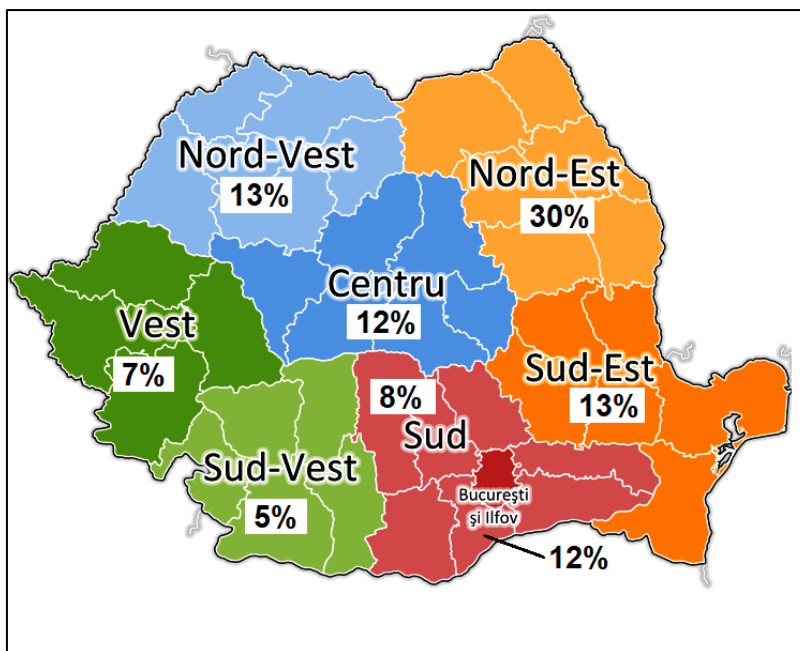 Nord-Vest
13%
Nord-Est
30%
Centru
12%
Vest
7%
Sud-Est
13%
8%
Sud
Sud-Vest
5%
Bucureşti
şi Ilfov
12%